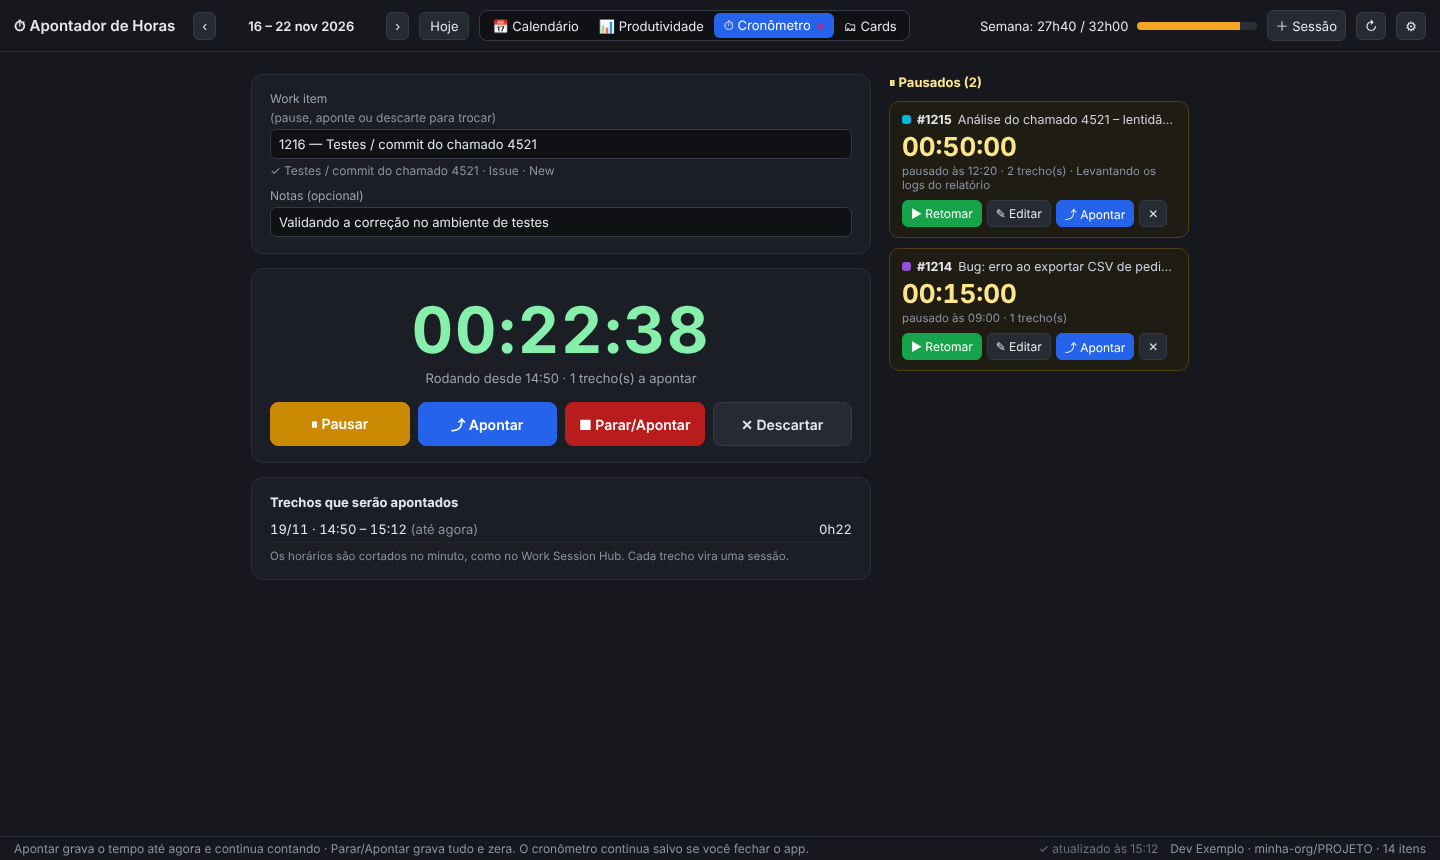 ⏱ Apontador de Horas
‹
16 – 22 nov 2026
›
Hoje
📅 Calendário
📊 Produtividade
⏱ Cronômetro
🗂 Cards
Semana: 27h40 / 32h00
＋ Sessão
↻
⚙
Work item
(pause, aponte ou descarte para trocar)
1216 — Testes / commit do chamado 4521
✓ Testes / commit do chamado 4521 · Issue · New
Notas (opcional)
Validando a correção no ambiente de testes
00:22:38
Rodando desde 14:50 · 1 trecho(s) a apontar
⏸ Pausar
⤴ Apontar
■ Parar/Apontar
✕ Descartar
Trechos que serão apontados
19/11 · 14:50 – 15:12 (até agora)
0h22
Os horários são cortados no minuto, como no Work Session Hub. Cada trecho vira uma sessão.
⏸ Pausados (2)
#1215 Análise do chamado 4521 – lentidã...
00:50:00
pausado às 12:20 · 2 trecho(s) · Levantando os
logs do relatório
▶ Retomar
✎ Editar
⤴ Apontar
✕
#1214 Bug: erro ao exportar CSV de pedi...
00:15:00
pausado às 09:00 · 1 trecho(s)
▶ Retomar
✎ Editar
⤴ Apontar
✕
Apontar grava o tempo até agora e continua contando · Parar/Apontar grava tudo e zera. O cronômetro continua salvo se você fechar o app.
✓ atualizado às 15:12
Dev Exemplo · minha-org/PROJETO · 14 itens